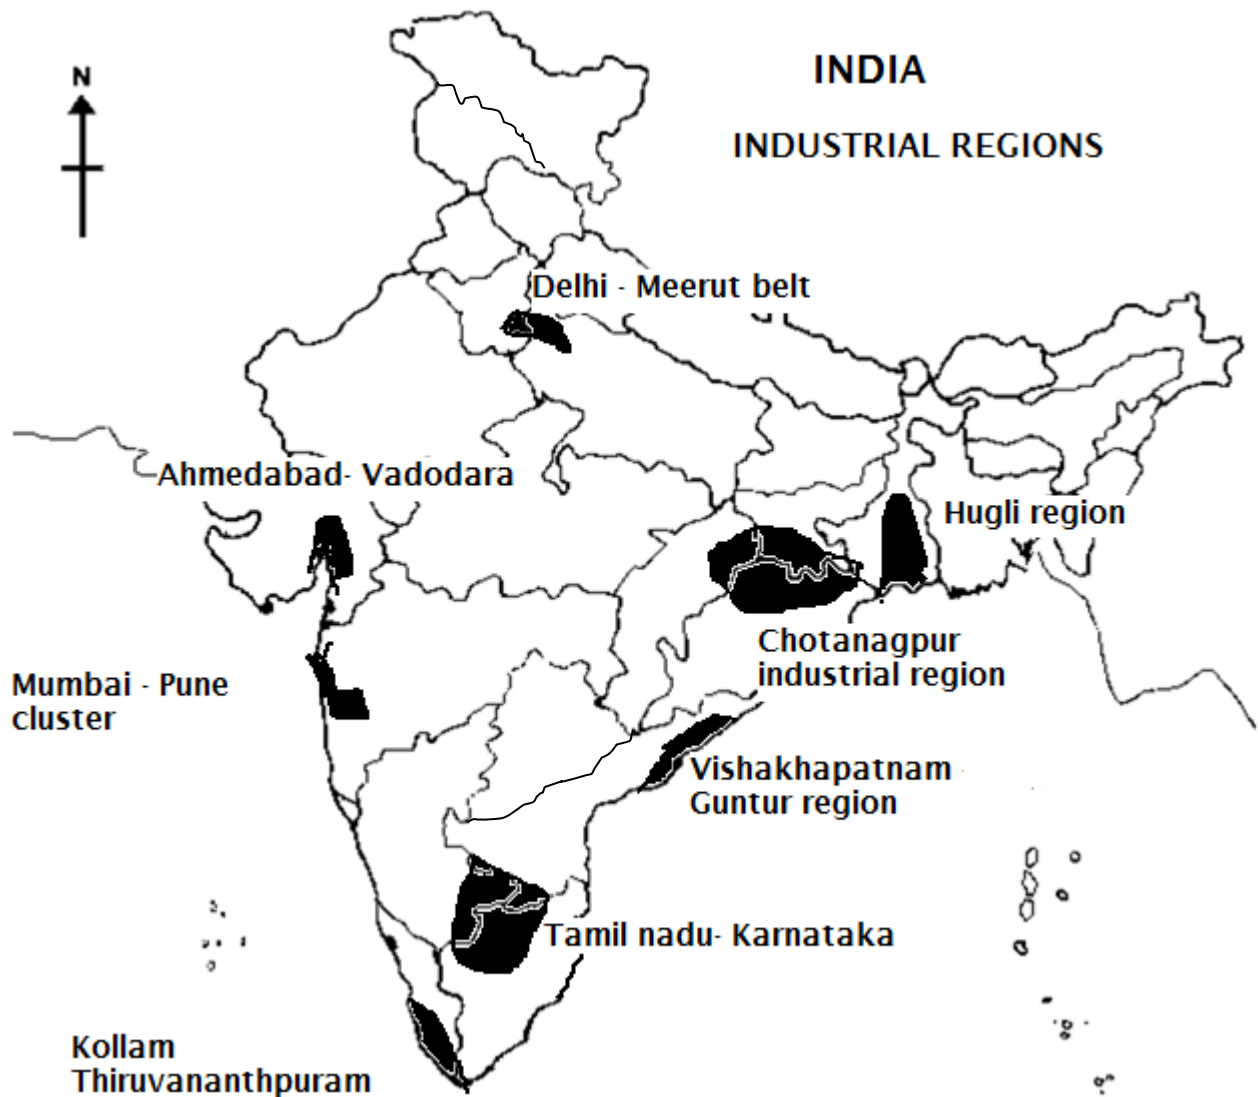 N
INDIA
INDUSTRIAL REGIONS
Delhi - Meerut belt
Ahmedabad- Vadodara
Hugli region
Chotanagpur
industrial region
Mumbai - Pune
cluster
Vishakhapatnam
Guntur region
Tamil nadu- Karnataka
Kollam
Thiruvananthpuram